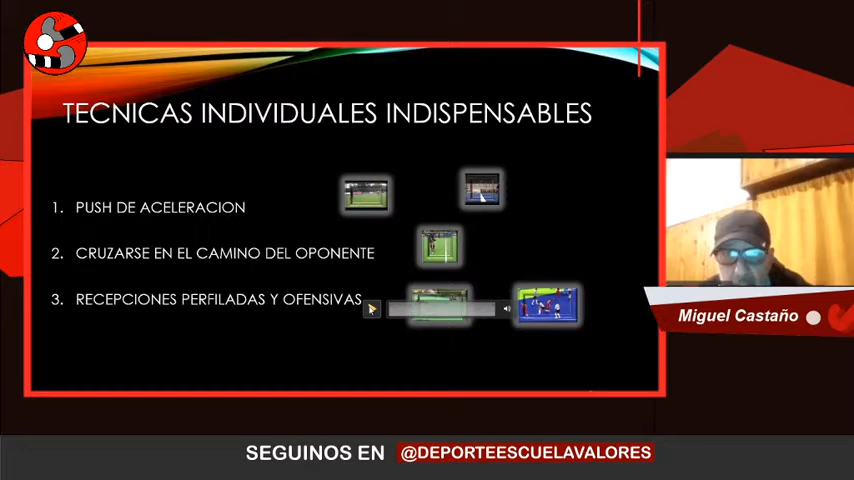 TECNICAS INDIVIDUALES INDISPENSABLES
1. PUSH DE ACELERACION
2. CRUZARSE EN EL CAMINO DEL OPONENTE
3. RECEPCIONES PERFILADAS Y OFENSIVAS
Miguel Castaño
SEGUINOS EN @DEPORTEESCUELAVALORES